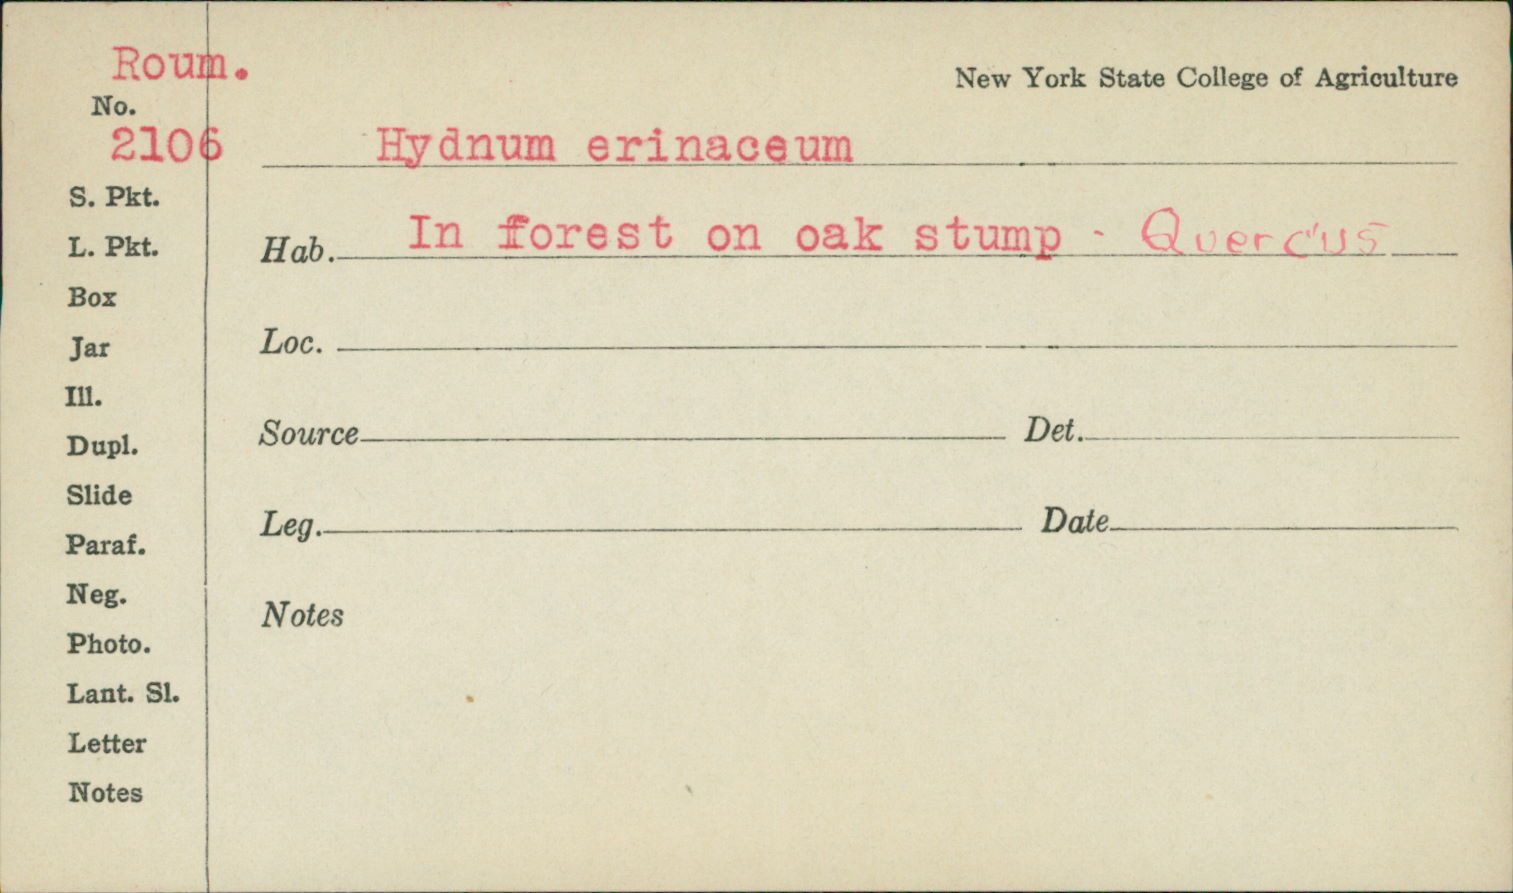 Roum.
New York State College of Agriculture
No.
2106
Hydnum erinaceum
S. Pkt.
L. Pkt.
Hab. In forest on oak stump - Quercus
Box
Jar
Loc.
Ill.
Dupl.
Source Det.
Slide
Paraf.
Leg. Date
Neg.
Notes
Photo.
Lant. Sl.
Letter
Notes